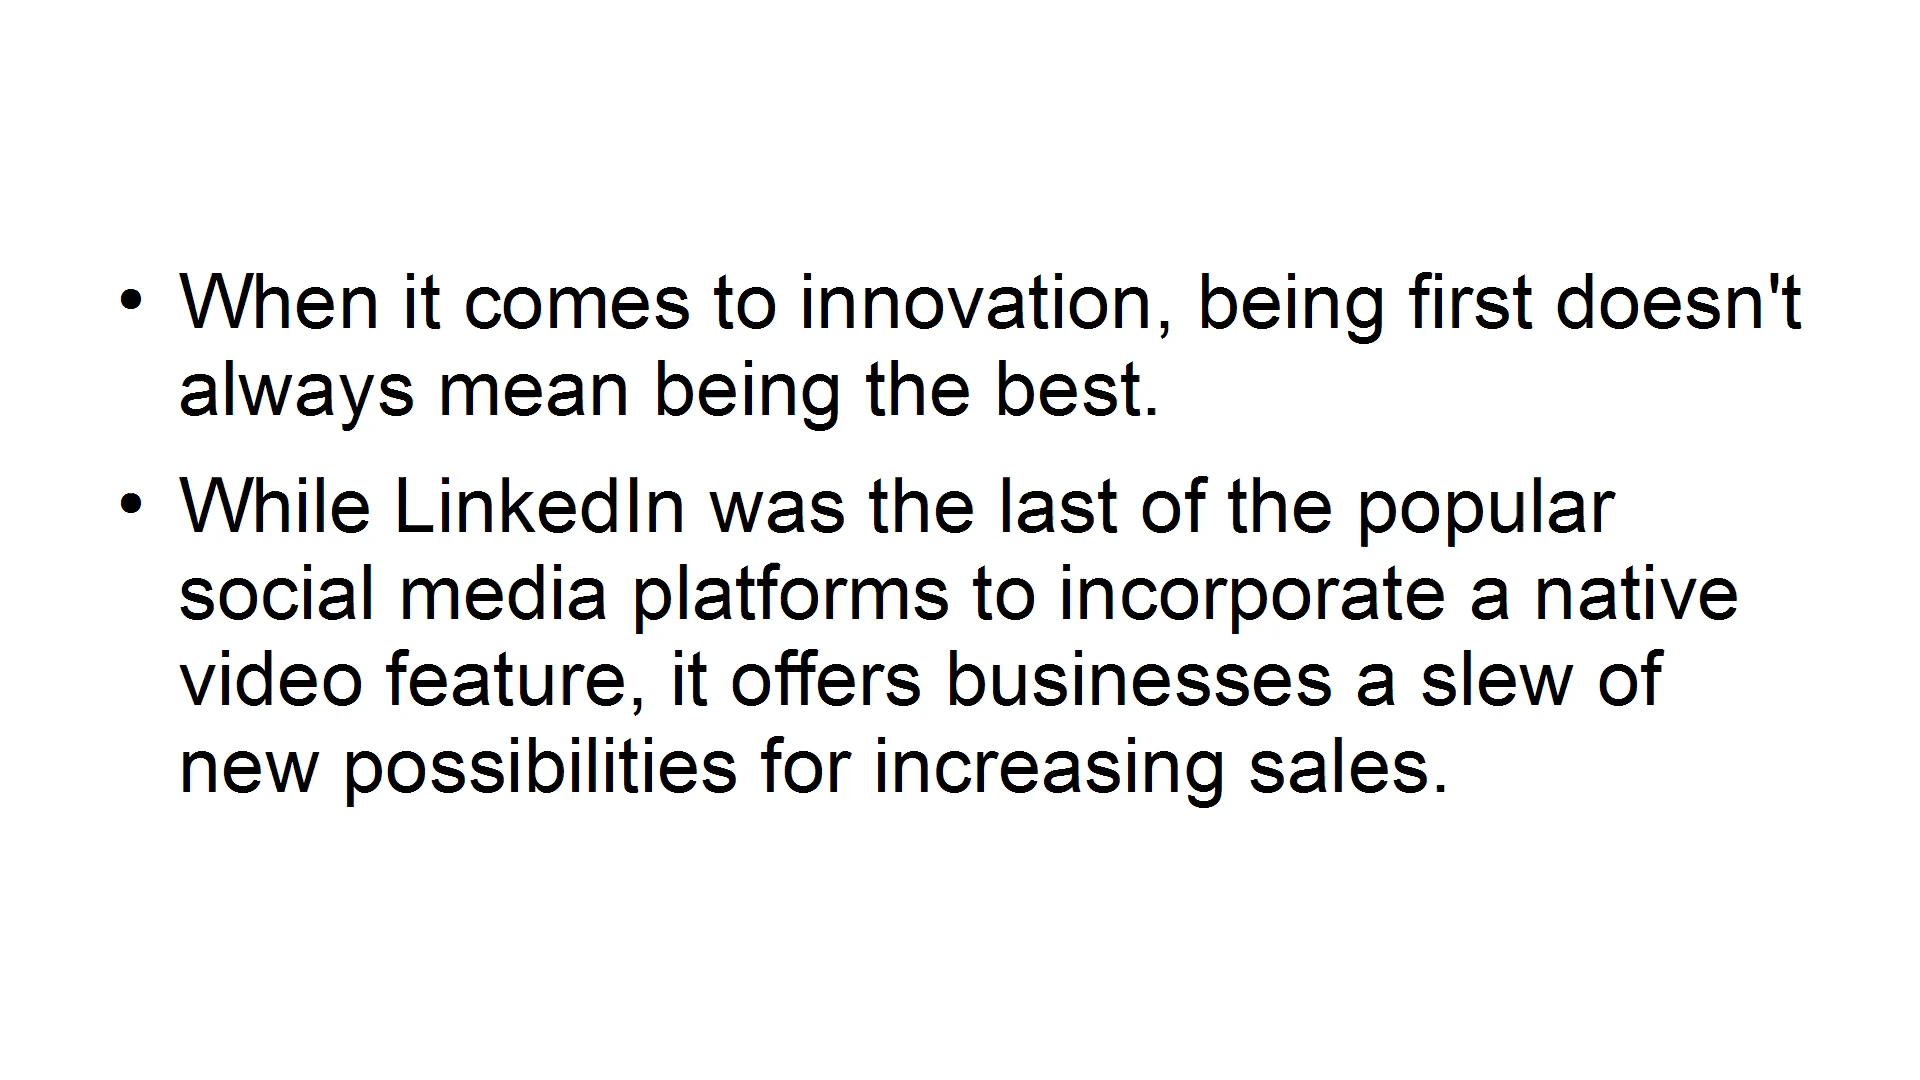 • When it comes to innovation, being first doesn't
always mean being the best.
• While LinkedIn was the last of the popular
social media platforms to incorporate a native
video feature, it offers businesses a slew of
new possibilities for increasing sales.